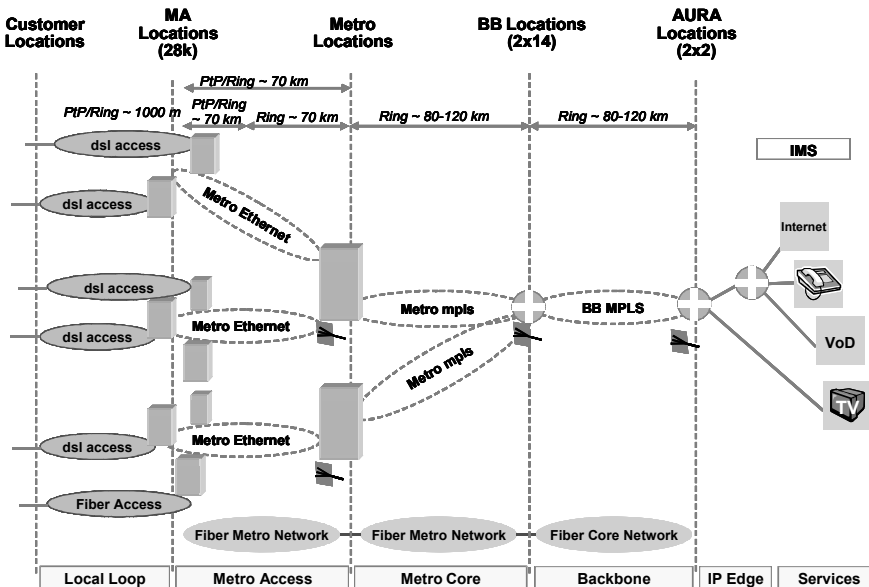 Customer
Locations
MA
Locations
(28k)
Metro
Locations
BB Locations
(2x14)
AURA
Locations
(2x2)
PtP/Ring ~ 70 km
PtP/Ring ~ 1000 m
PtP/Ring
~ 70 km
Ring ~ 70 km
Ring ~ 80-120 km
Ring ~ 80-120 km
dsl access
IMS
dsl access
Metro Ethernet
Internet
dsl access
Metro mpls
BB MPLS
dsl access
Metro Ethernet
VoD
Metro mpls
TV
dsl access
Metro Ethernet
Fiber Access
Fiber Metro Network
Fiber Metro Network
Fiber Core Network
Local Loop
Metro Access
Metro Core
Backbone
IP Edge
Services